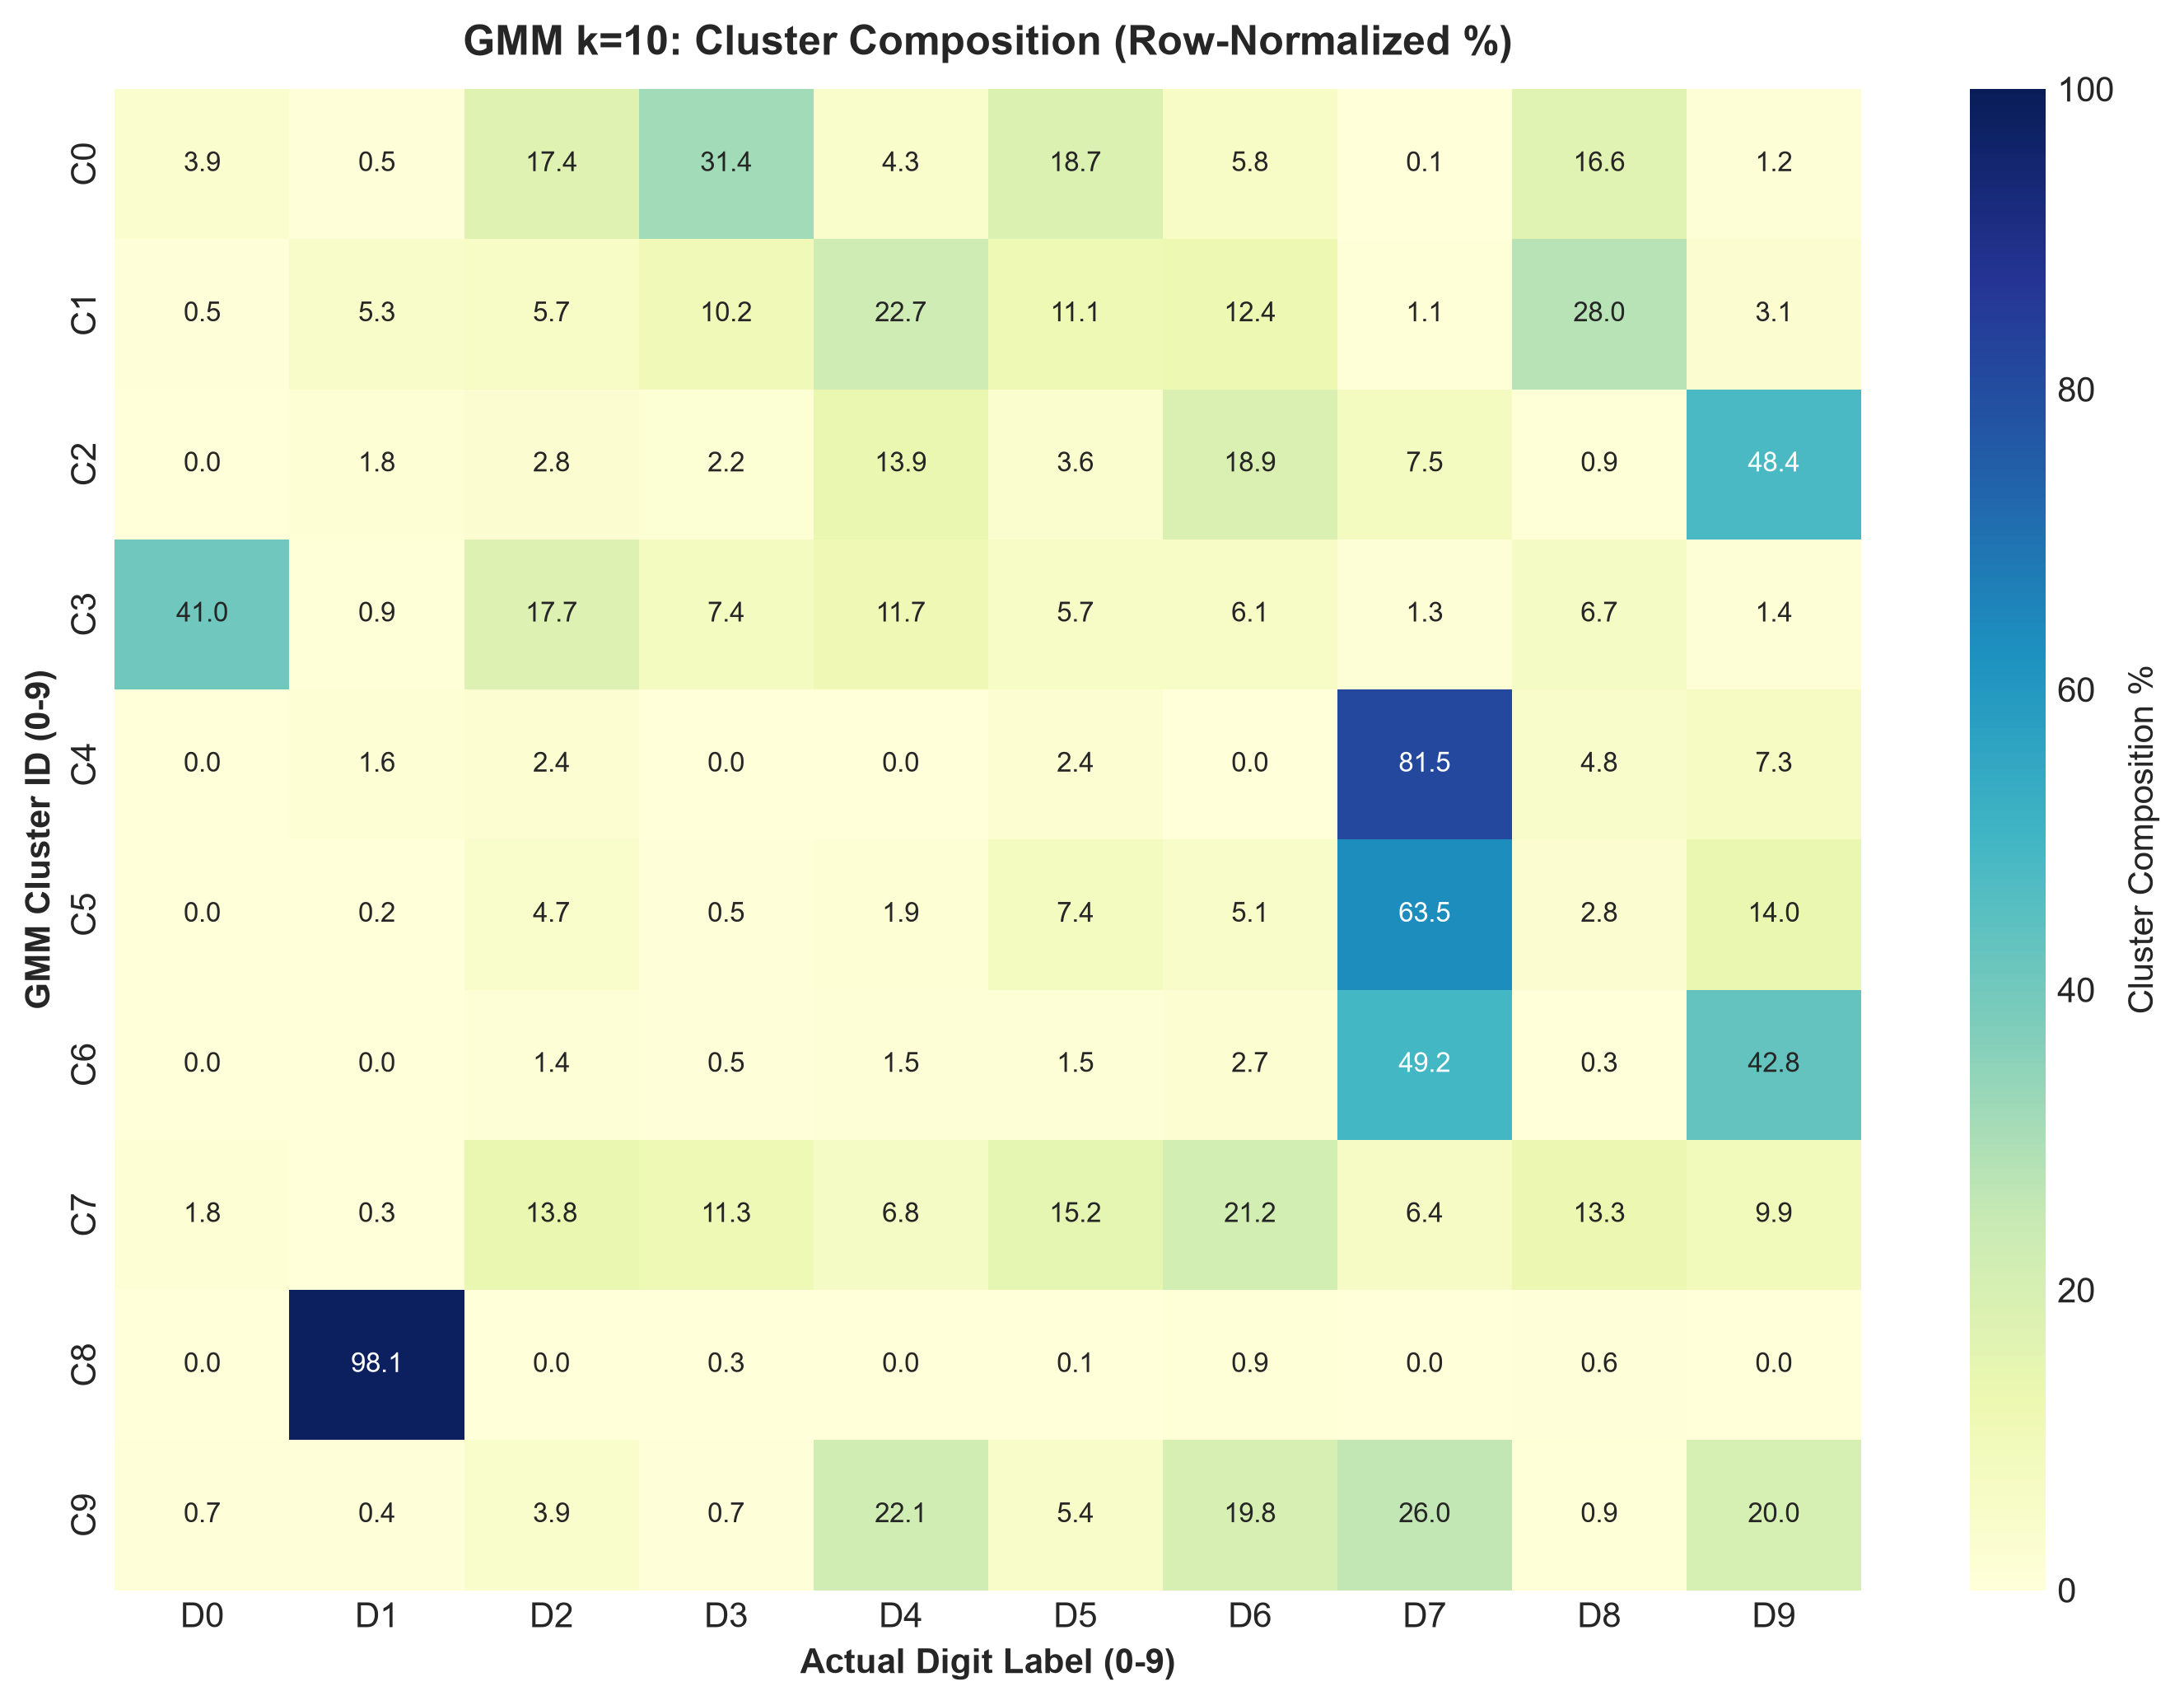 GMM k=10: Cluster Composition (Row-Normalized %)
C0 3.9 0.5 17.4 31.4 4.3 18.7 5.8 0.1 16.6 1.2
C1 0.5 5.3 5.7 10.2 22.7 11.1 12.4 1.1 28.0 3.1
C2 0.0 1.8 2.8 2.2 13.9 3.6 18.9 7.5 0.9 48.4
C3 41.0 0.9 17.7 7.4 11.7 5.7 6.1 1.3 6.7 1.4
C4 0.0 1.6 2.4 0.0 0.0 2.4 0.0 81.5 4.8 7.3
C5 0.0 0.2 4.7 0.5 1.9 7.4 5.1 63.5 2.8 14.0
C6 0.0 0.0 1.4 0.5 1.5 1.5 2.7 49.2 0.3 42.8
C7 1.8 0.3 13.8 11.3 6.8 15.2 21.2 6.4 13.3 9.9
C8 0.0 98.1 0.0 0.3 0.0 0.1 0.9 0.0 0.6 0.0
C9 0.7 0.4 3.9 0.7 22.1 5.4 19.8 26.0 0.9 20.0
D0 D1 D2 D3 D4 D5 D6 D7 D8 D9
Actual Digit Label (0-9)
GMM Cluster ID (0-9)
100
80
60
40
20
0
Cluster Composition %